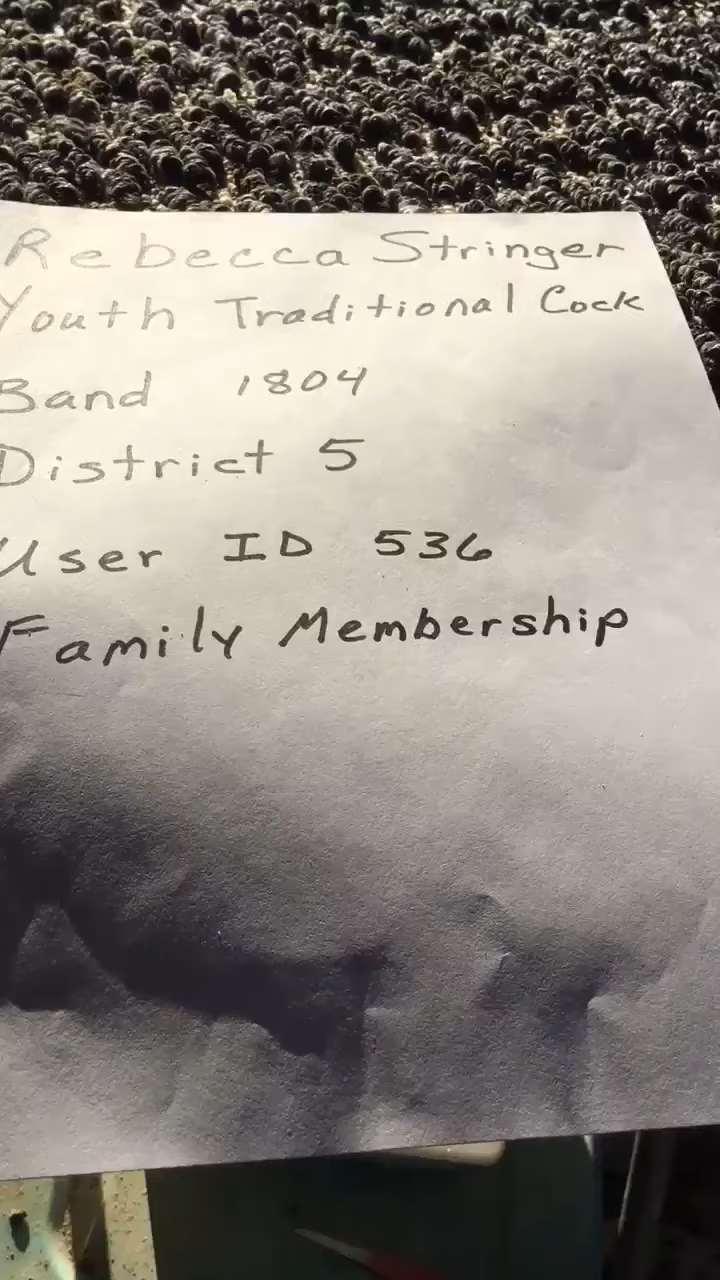 Rebecca Stringer
Youth Traditional Cock
Band 1804
District 5
User ID 536
Family Membership